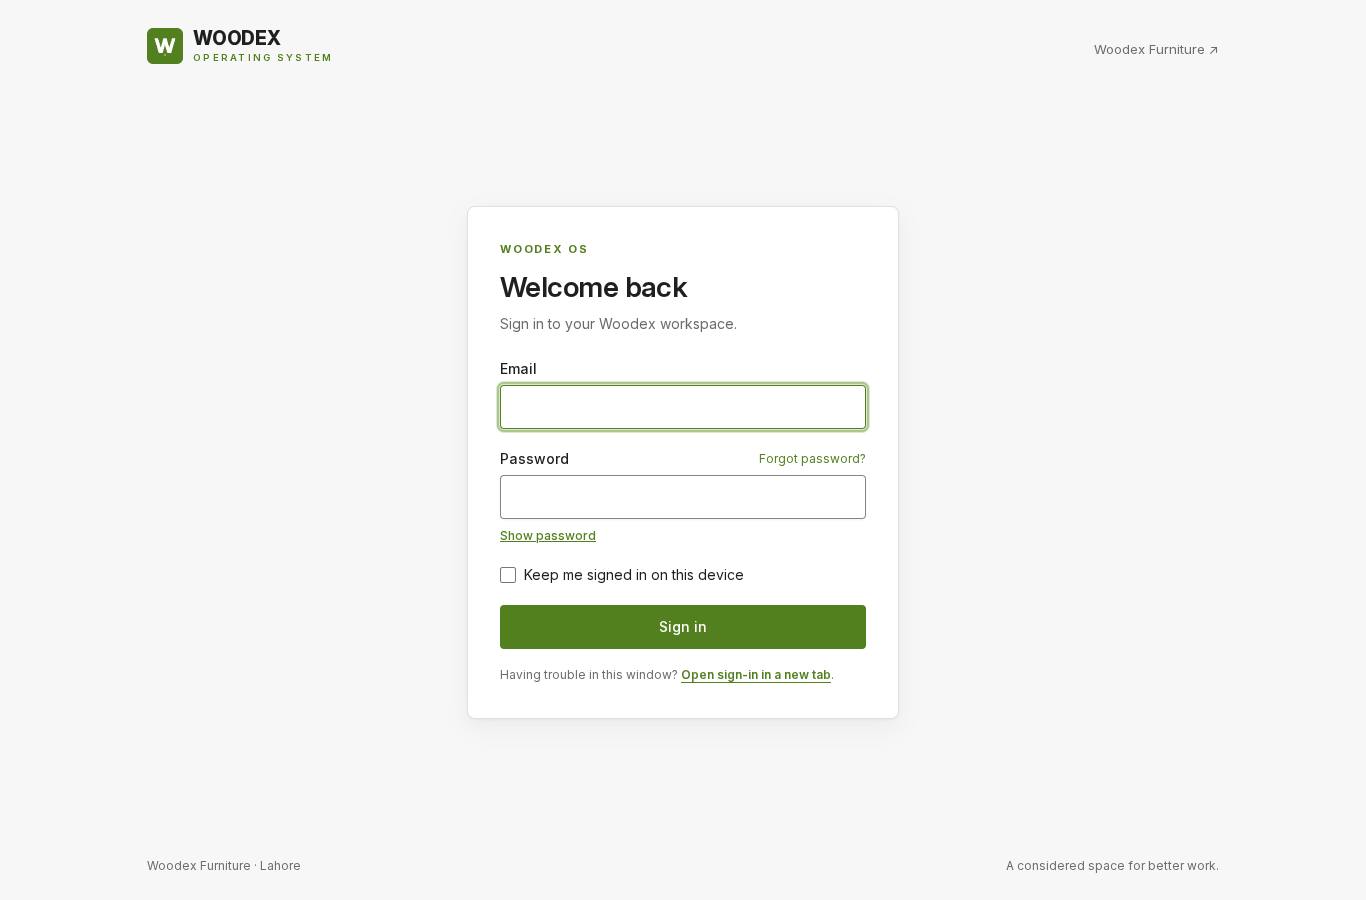 W
WOODEX
OPERATING SYSTEM
Woodex Furniture ↗
WOODEX OS
Welcome back
Sign in to your Woodex workspace.
Email
Password
Forgot password?
Show password
Keep me signed in on this device
Sign in
Having trouble in this window? Open sign-in in a new tab.
Woodex Furniture · Lahore
A considered space for better work.